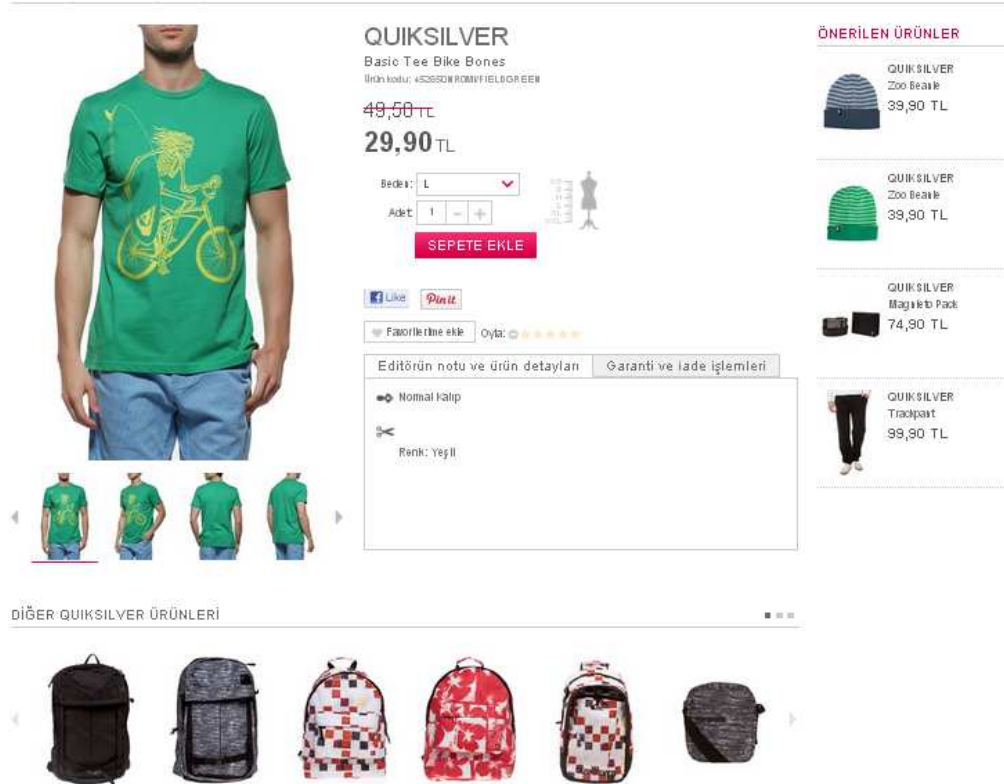 QUIKSILVER
Basic Tee Bike Bones
Ürün kodu:
49,50 TL
29,90 TL
Beden: L
Adet: 1 - +
SEPETE EKLE
Like
Pin it
Favorilerime ekle
Oyla:
Editörün notu ve ürün detayları
Garanti ve iade işlemleri
Normal Kalıp
Renk: Yeşil
ÖNERİLEN ÜRÜNLER
QUIKSILVER
Zoo Beanie
39,90 TL
QUIKSILVER
Zoo Beanie
39,90 TL
QUIKSILVER
Magneto Pack
74,90 TL
QUIKSILVER
Trackpant
99,90 TL
DİĞER QUIKSILVER ÜRÜNLERİ